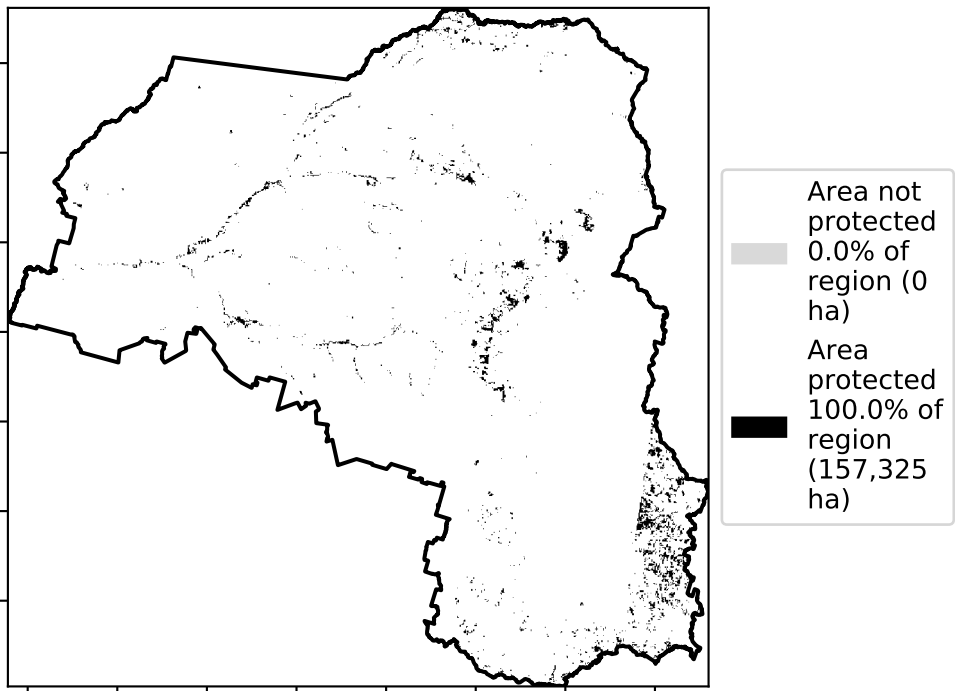 Area not
protected
0.0% of
region (0
ha)
Area
protected
100.0% of
region
(157,325
ha)